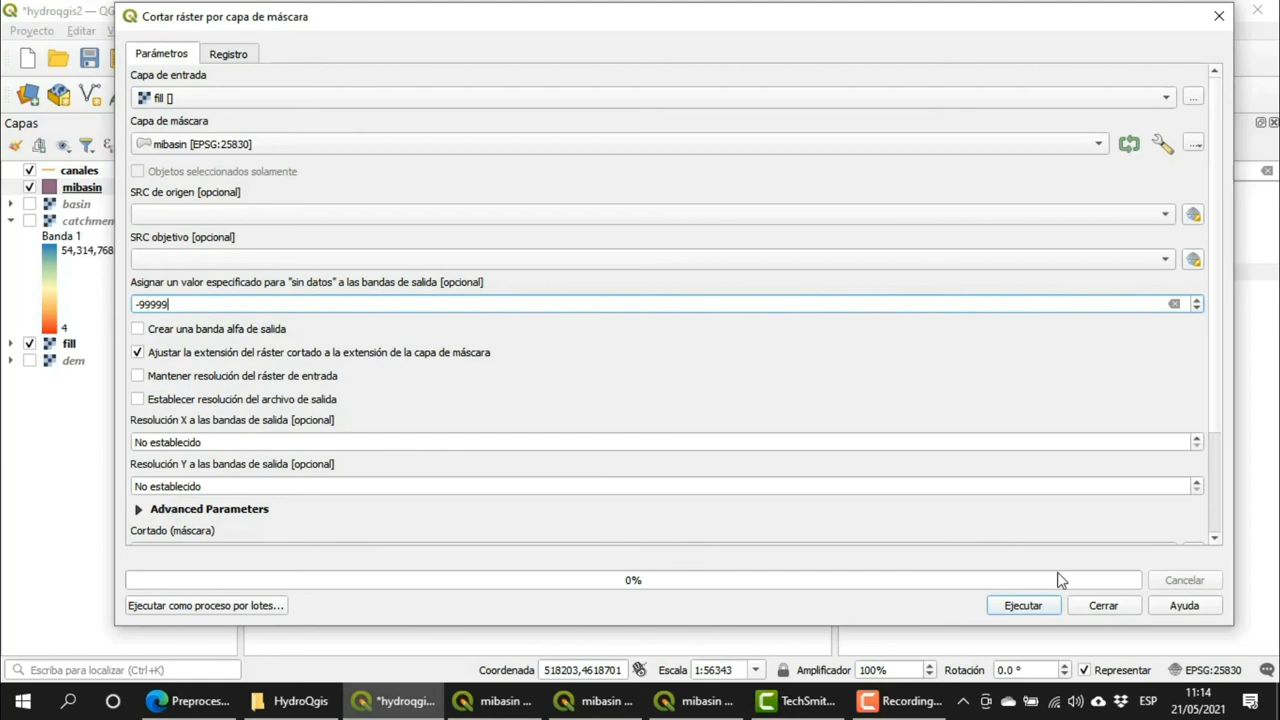 *hydroqgis2 — QG
Cortar ráster por capa de máscara
Proyecto Editar
Parámetros
Registro
Capa de entrada
fill []
Capa de máscara
mibasin [EPSG:25830]
Objetos seleccionados solamente
SRC de origen [opcional]
SRC objetivo [opcional]
Asignar un valor especificado para "sin datos" a las bandas de salida [opcional]
-99999
Crear una banda alfa de salida
Ajustar la extensión del ráster cortado a la extensión de la capa de máscara
Mantener resolución del ráster de entrada
Establecer resolución del archivo de salida
Resolución X a las bandas de salida [opcional]
No establecido
Resolución Y a las bandas de salida [opcional]
No establecido
Advanced Parameters
Cortado (máscara)
0%
Cancelar
Ejecutar como proceso por lotes...
Ejecutar
Cerrar
Ayuda
Capas
canales
mibasin
basin
catchmen
Banda 1
54,314,768
4
fill
dem
Escriba para localizar (Ctrl+K)
Coordenada 518203,4618701
Escala 1:56343
Amplificador 100%
Rotación 0.0 °
Representar
EPSG:25830
Preproces...
HydroQgis
*hydroqgi...
mibasin ...
mibasin ...
mibasin ...
TechSmit...
Recording...
ESP
11:14
21/05/2021